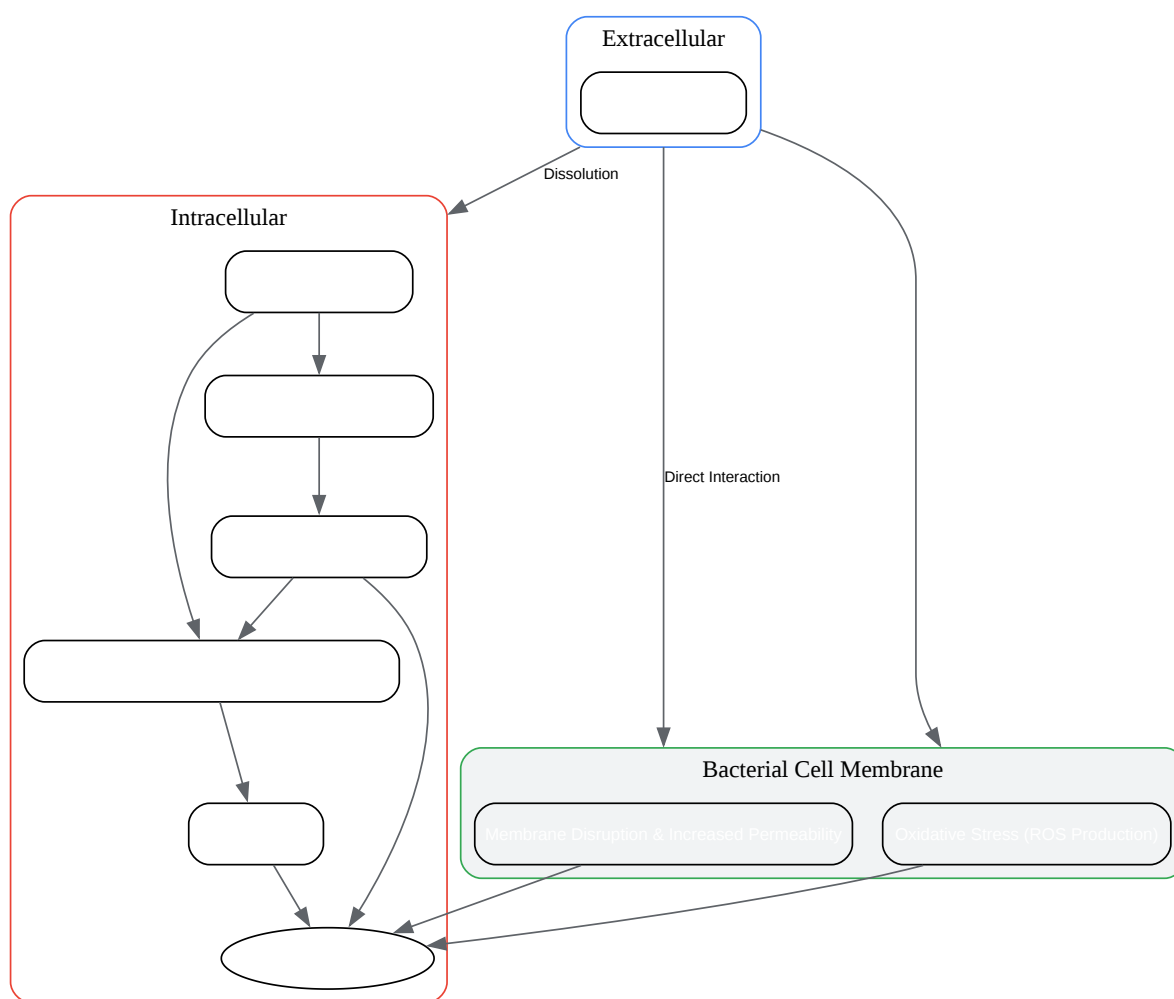 Extracellular
Dissolution
Intracellular
Direct Interaction
Bacterial Cell Membrane
Membrane Disruption & Increased Permeability
Oxidative Stress (ROS Production)